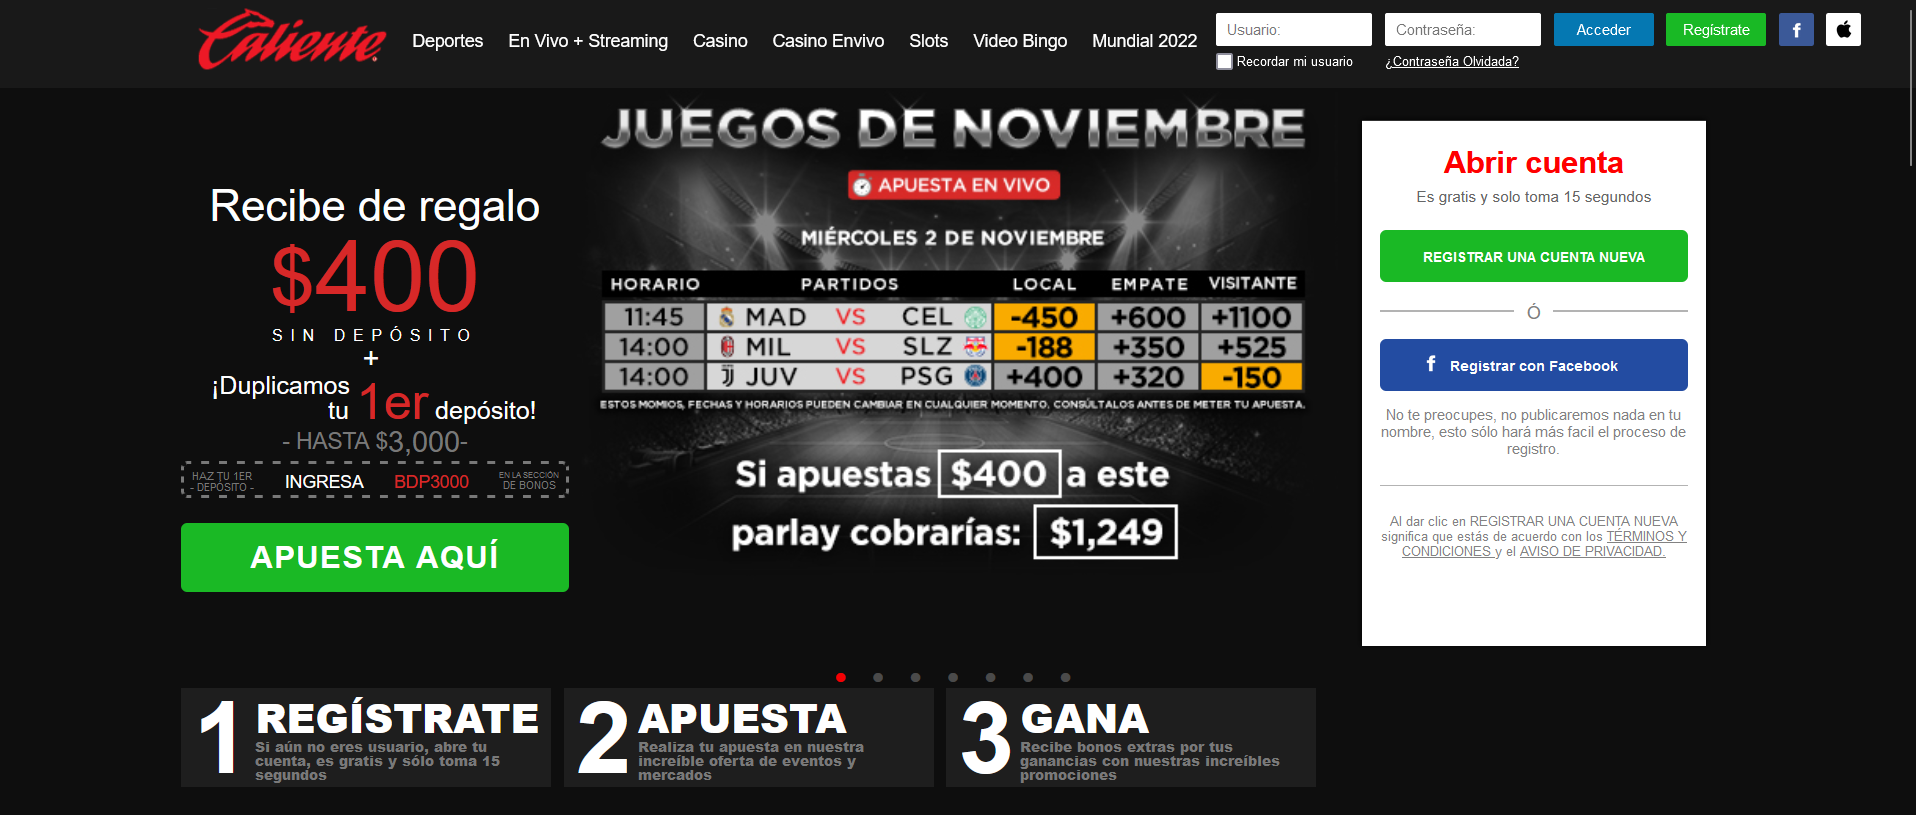 Caliente
Deportes En Vivo + Streaming Casino Casino Envivo Slots Video Bingo Mundial 2022
Usuario: Contraseña: Acceder Regístrate
Recordar mi usuario ¿Contraseña Olvidada?
Recibe de regalo
$400
SIN DEPÓSITO
+
¡Duplicamos
tu 1er depósito!
- HASTA $3,000-
HAZ TU 1ER
- DEPÓSITO -
INGRESA BDP3000
EN LA SECCIÓN
DE BONOS
APUESTA AQUÍ
JUEGOS DE NOVIEMBRE
APUESTA EN VIVO
MIÉRCOLES 2 DE NOVIEMBRE
HORARIO PARTIDOS LOCAL EMPATE VISITANTE
11:45 MAD VS CEL -450 +600 +1100
14:00 MIL VS SLZ -188 +350 +525
14:00 JUV VS PSG +400 +320 -150
ESTOS MOMIOS, FECHAS Y HORARIOS PUEDEN CAMBIAR EN CUALQUIER MOMENTO. CONSÚLTALOS ANTES DE METER TU APUESTA.
Si apuestas $400 a este
parlay cobrarías: $1,249
Abrir cuenta
Es gratis y solo toma 15 segundos
REGISTRAR UNA CUENTA NUEVA
Ó
f Registrar con Facebook
No te preocupes, no publicaremos nada en tu
nombre, esto sólo hará más facil el proceso de
registro.
Al dar clic en REGISTRAR UNA CUENTA NUEVA
significa que estás de acuerdo con los TÉRMINOS Y
CONDICIONES y el AVISO DE PRIVACIDAD.
1 REGÍSTRATE
Si aún no eres usuario, abre tu
cuenta, es gratis y sólo toma 15
segundos
2 APUESTA
Realiza tu apuesta en nuestra
increíble oferta de eventos y
mercados
3 GANA
Recibe bonos extras por tus
ganancias con nuestras increíbles
promociones